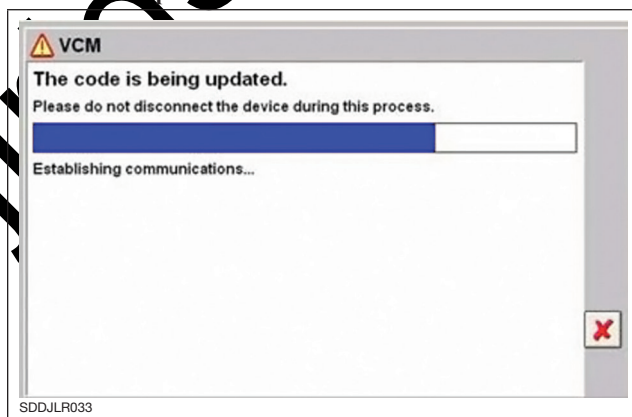 VCM
The code is being updated.
Please do not disconnect the device during this process.
Establishing communications...
SDDJLR033